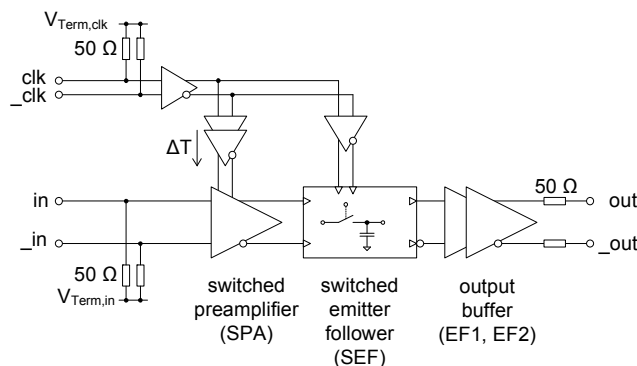 V_Term,clk
50 Ω
clk
_clk
ΔT
in
_in
50 Ω
V_Term,in
50 Ω
out
_out
switched
preamplifier
(SPA)
switched
emitter
follower
(SEF)
output
buffer
(EF1, EF2)